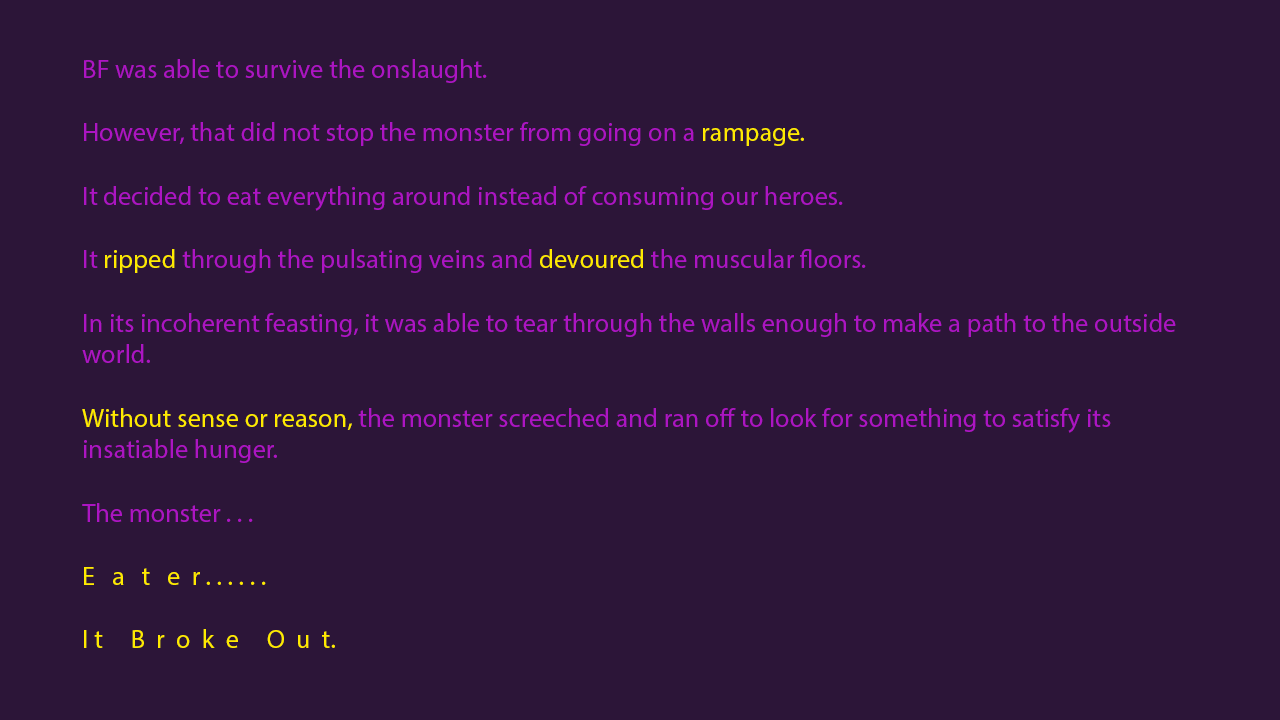 BF was able to survive the onslaught.
However, that did not stop the monster from going on a rampage.
It decided to eat everything around instead of consuming our heroes.
It ripped through the pulsating veins and devoured the muscular floors.
In its incoherent feasting, it was able to tear through the walls enough to make a path to the outside
world.
Without sense or reason, the monster screeched and ran off to look for something to satisfy its
insatiable hunger.
The monster . . .
E a t e r . . . . . .
It B r o k e O u t.